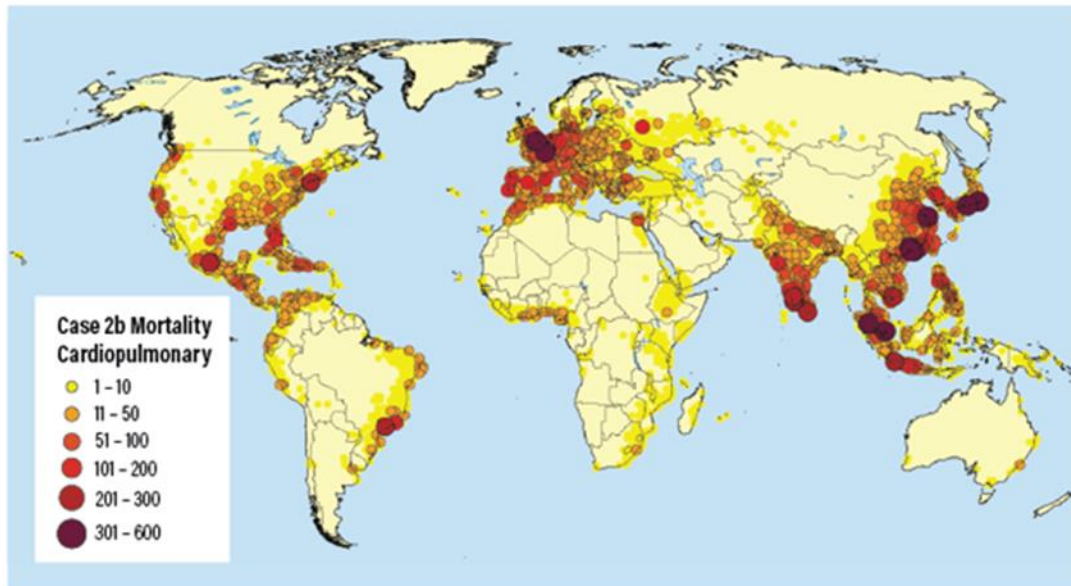 Case 2b Mortality
Cardiopulmonary
1 – 10
11 – 50
51 – 100
101 – 200
201 – 300
301 – 600